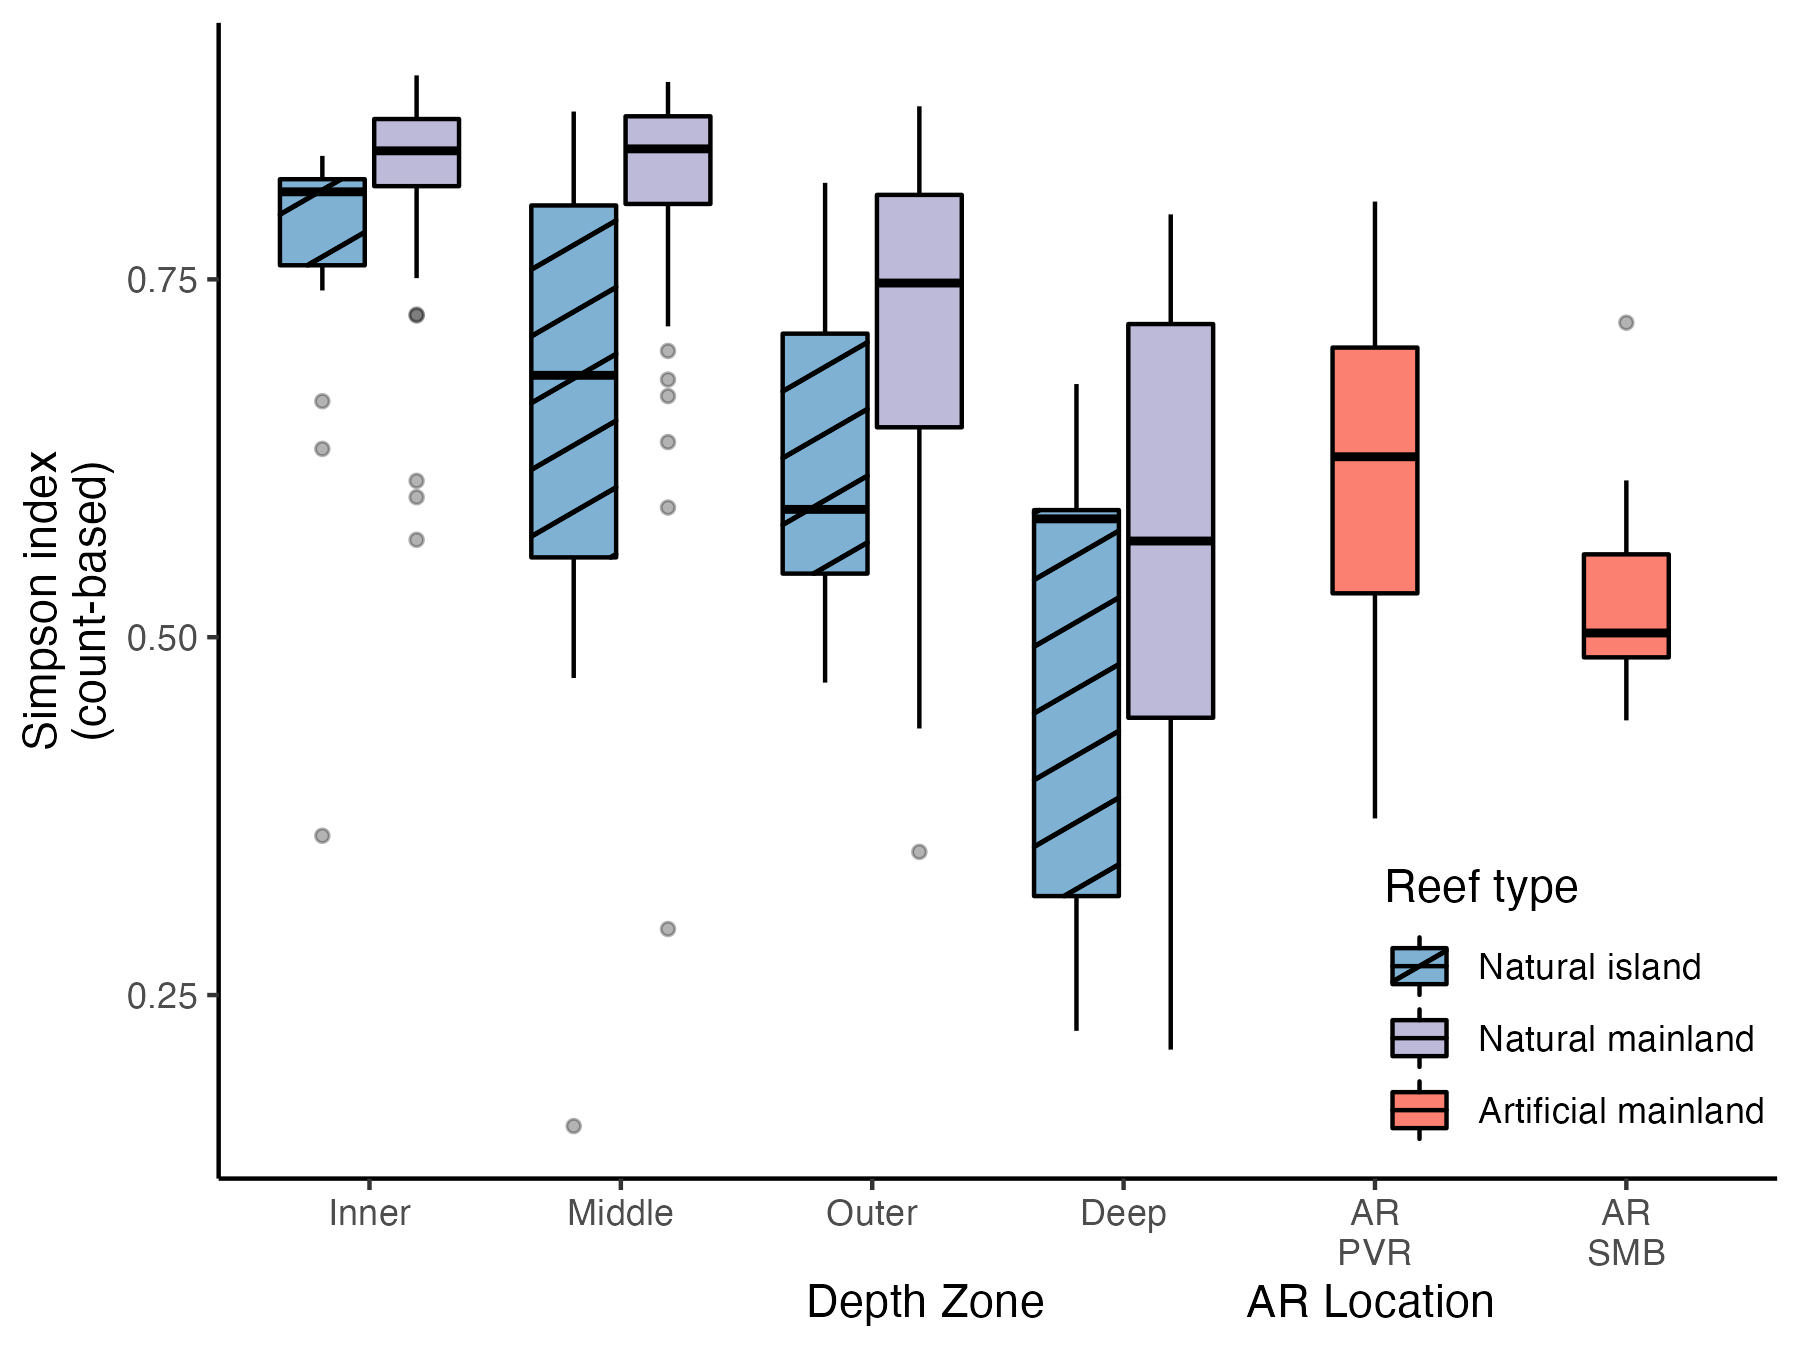 Simpson index
(count-based)
0.75
0.50
0.25
Inner
Middle
Outer
Deep
AR
PVR
AR
SMB
Depth Zone
AR Location
Reef type
Natural island
Natural mainland
Artificial mainland